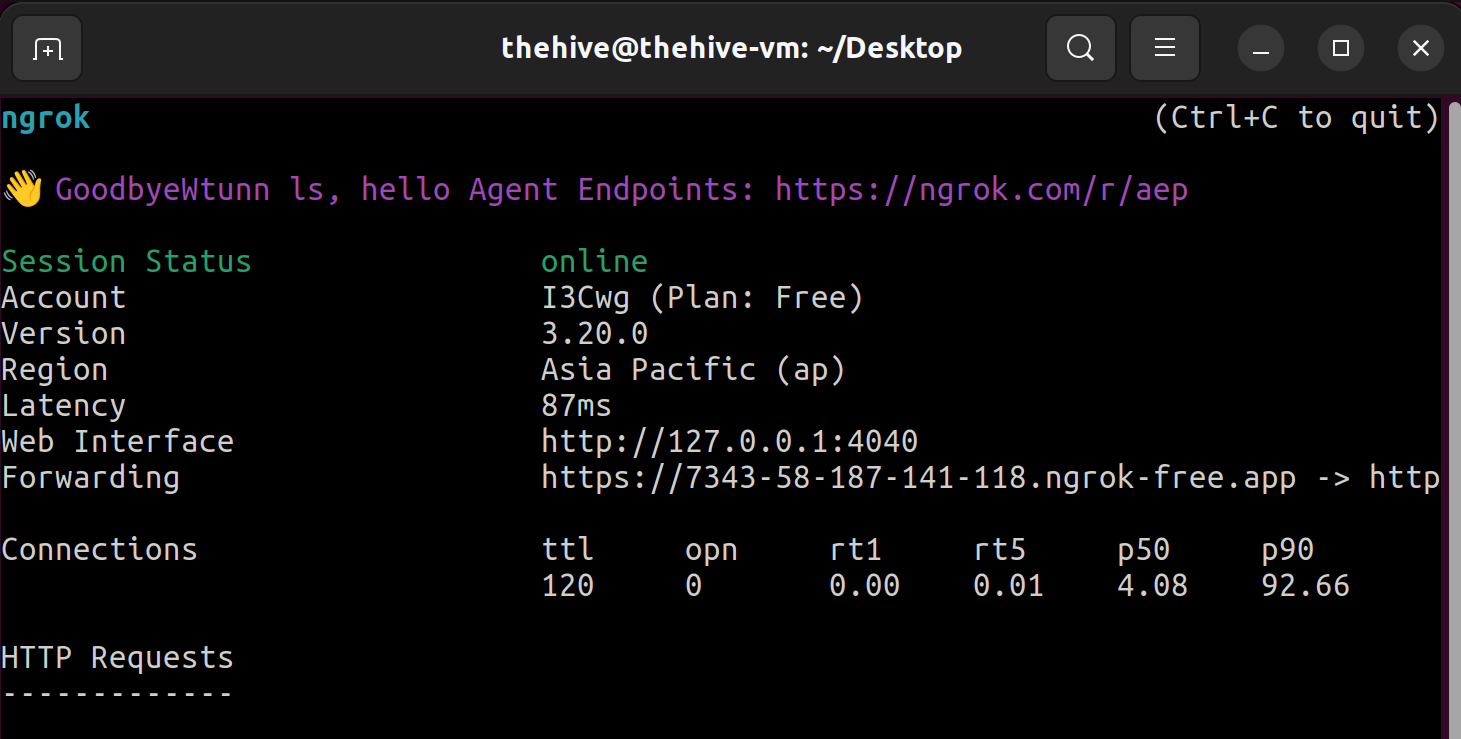 thehive@thehive-vm: ~/Desktop
ngrok (Ctrl+C to quit)
👋 GoodbyeWtunn ls, hello Agent Endpoints: https://ngrok.com/r/aep
Session Status online
Account I3Cwg (Plan: Free)
Version 3.20.0
Region Asia Pacific (ap)
Latency 87ms
Web Interface http://127.0.0.1:4040
Forwarding https://7343-58-187-141-118.ngrok-free.app -> http
Connections ttl opn rt1 rt5 p50 p90
120 0 0.00 0.01 4.08 92.66
HTTP Requests
-------------